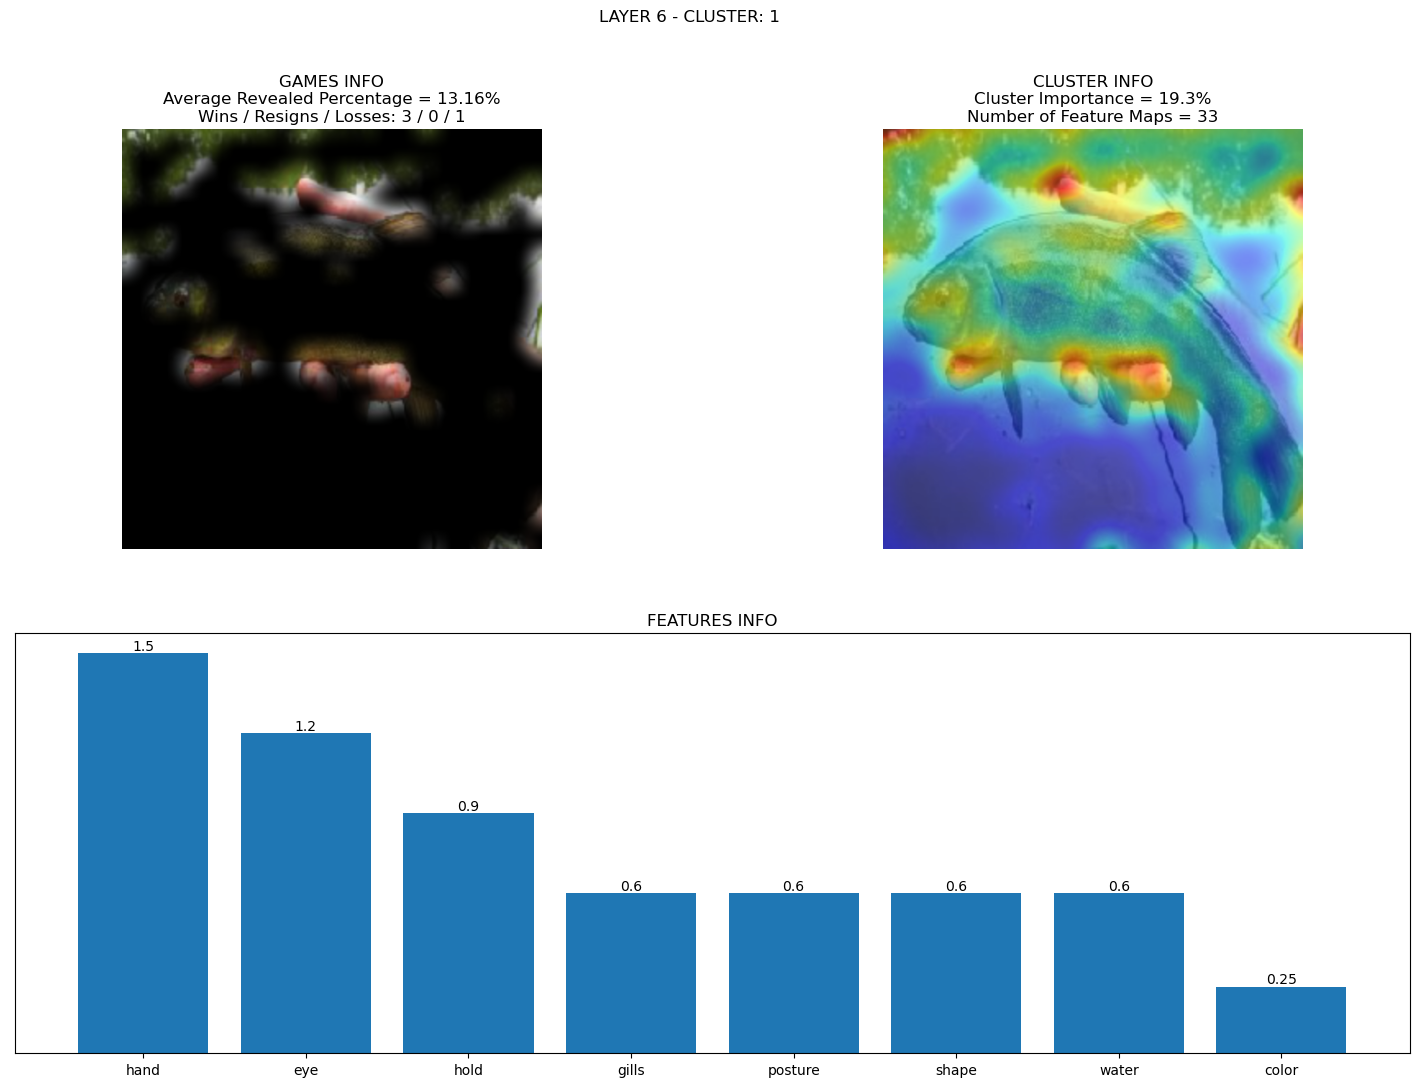 LAYER 6 - CLUSTER: 1
GAMES INFO
Average Revealed Percentage = 13.16%
Wins / Resigns / Losses: 3 / 0 / 1
CLUSTER INFO
Cluster Importance = 19.3%
Number of Feature Maps = 33
FEATURES INFO
1.5
1.2
0.9
0.6
0.6
0.6
0.6
0.25
hand
eye
hold
gills
posture
shape
water
color